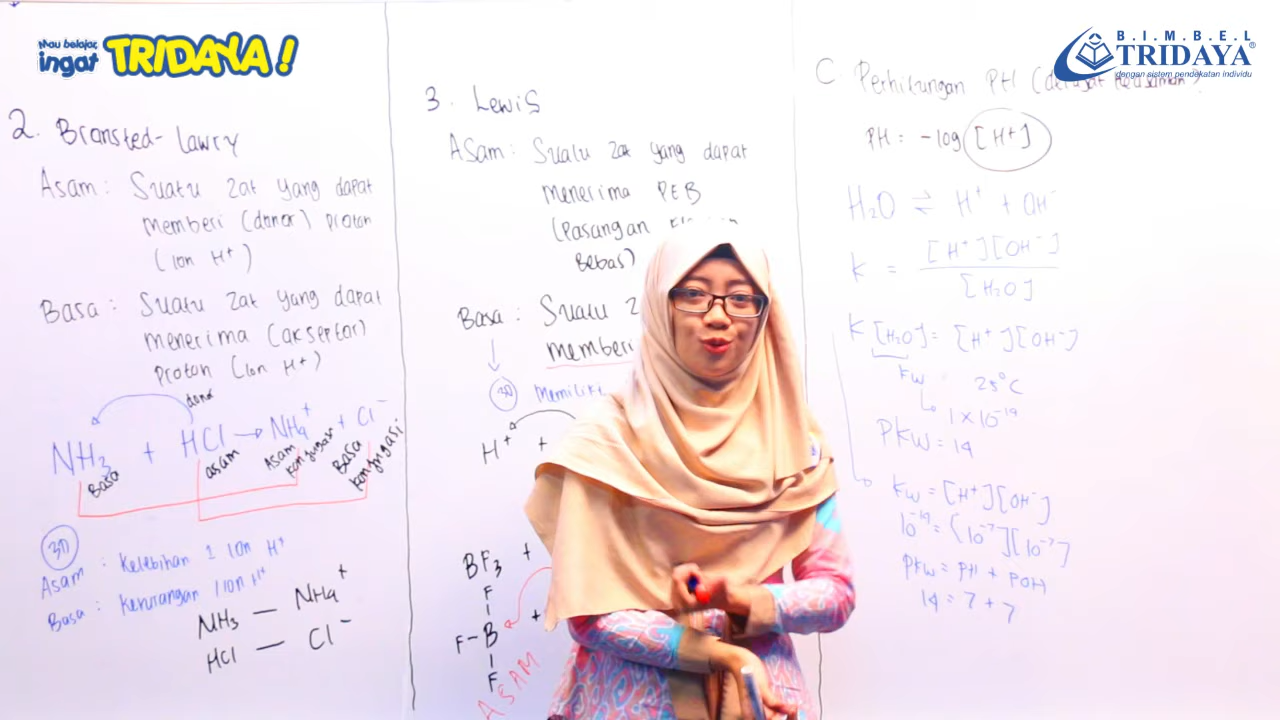 Mau belajar,
ingat TRIDAYA!
B.I.M.B.E.L
TRIDAYA®
dengan sistem pendekatan individu
2. Bronsted-Lawry
Asam: Suatu zat yang dapat
memberi (donor) proton
(Ion H⁺)
Basa: Suatu zat yang dapat
menerima (akseptor)
proton (Ion H⁺)
donor
NH₃ + HCl → NH₄⁺ + Cl⁻
Basa asam Asam konjugasi Basa konjugasi
Asam : Kelebihan 1 Ion H⁺
Basa : Kekurangan 1 ion H⁺
NH₃ — NH₄⁺
HCl — Cl⁻
3. Lewis
Asam: Suatu zat yang dapat
menerima PEB
(Pasangan
Bebas)
Basa : Suatu
memberi
Memiliki
H⁺ +
BF₃ +
F
F-B +
F
ASAM
C. Perhitungan PH (derajat keasaman)
PH = -log [H⁺]
H₂O ⇌ H⁺ + OH⁻
K = [H⁺][OH⁻]
[H₂O]
K [H₂O] = [H⁺][OH⁻]
Kw 25°C
1 x 10⁻¹⁴
PKw = 14
Kw = [H⁺][OH⁻]
10⁻¹⁴ = [10⁻⁷][10⁻⁷]
PKw = PH + POH
14 = 7 + 7